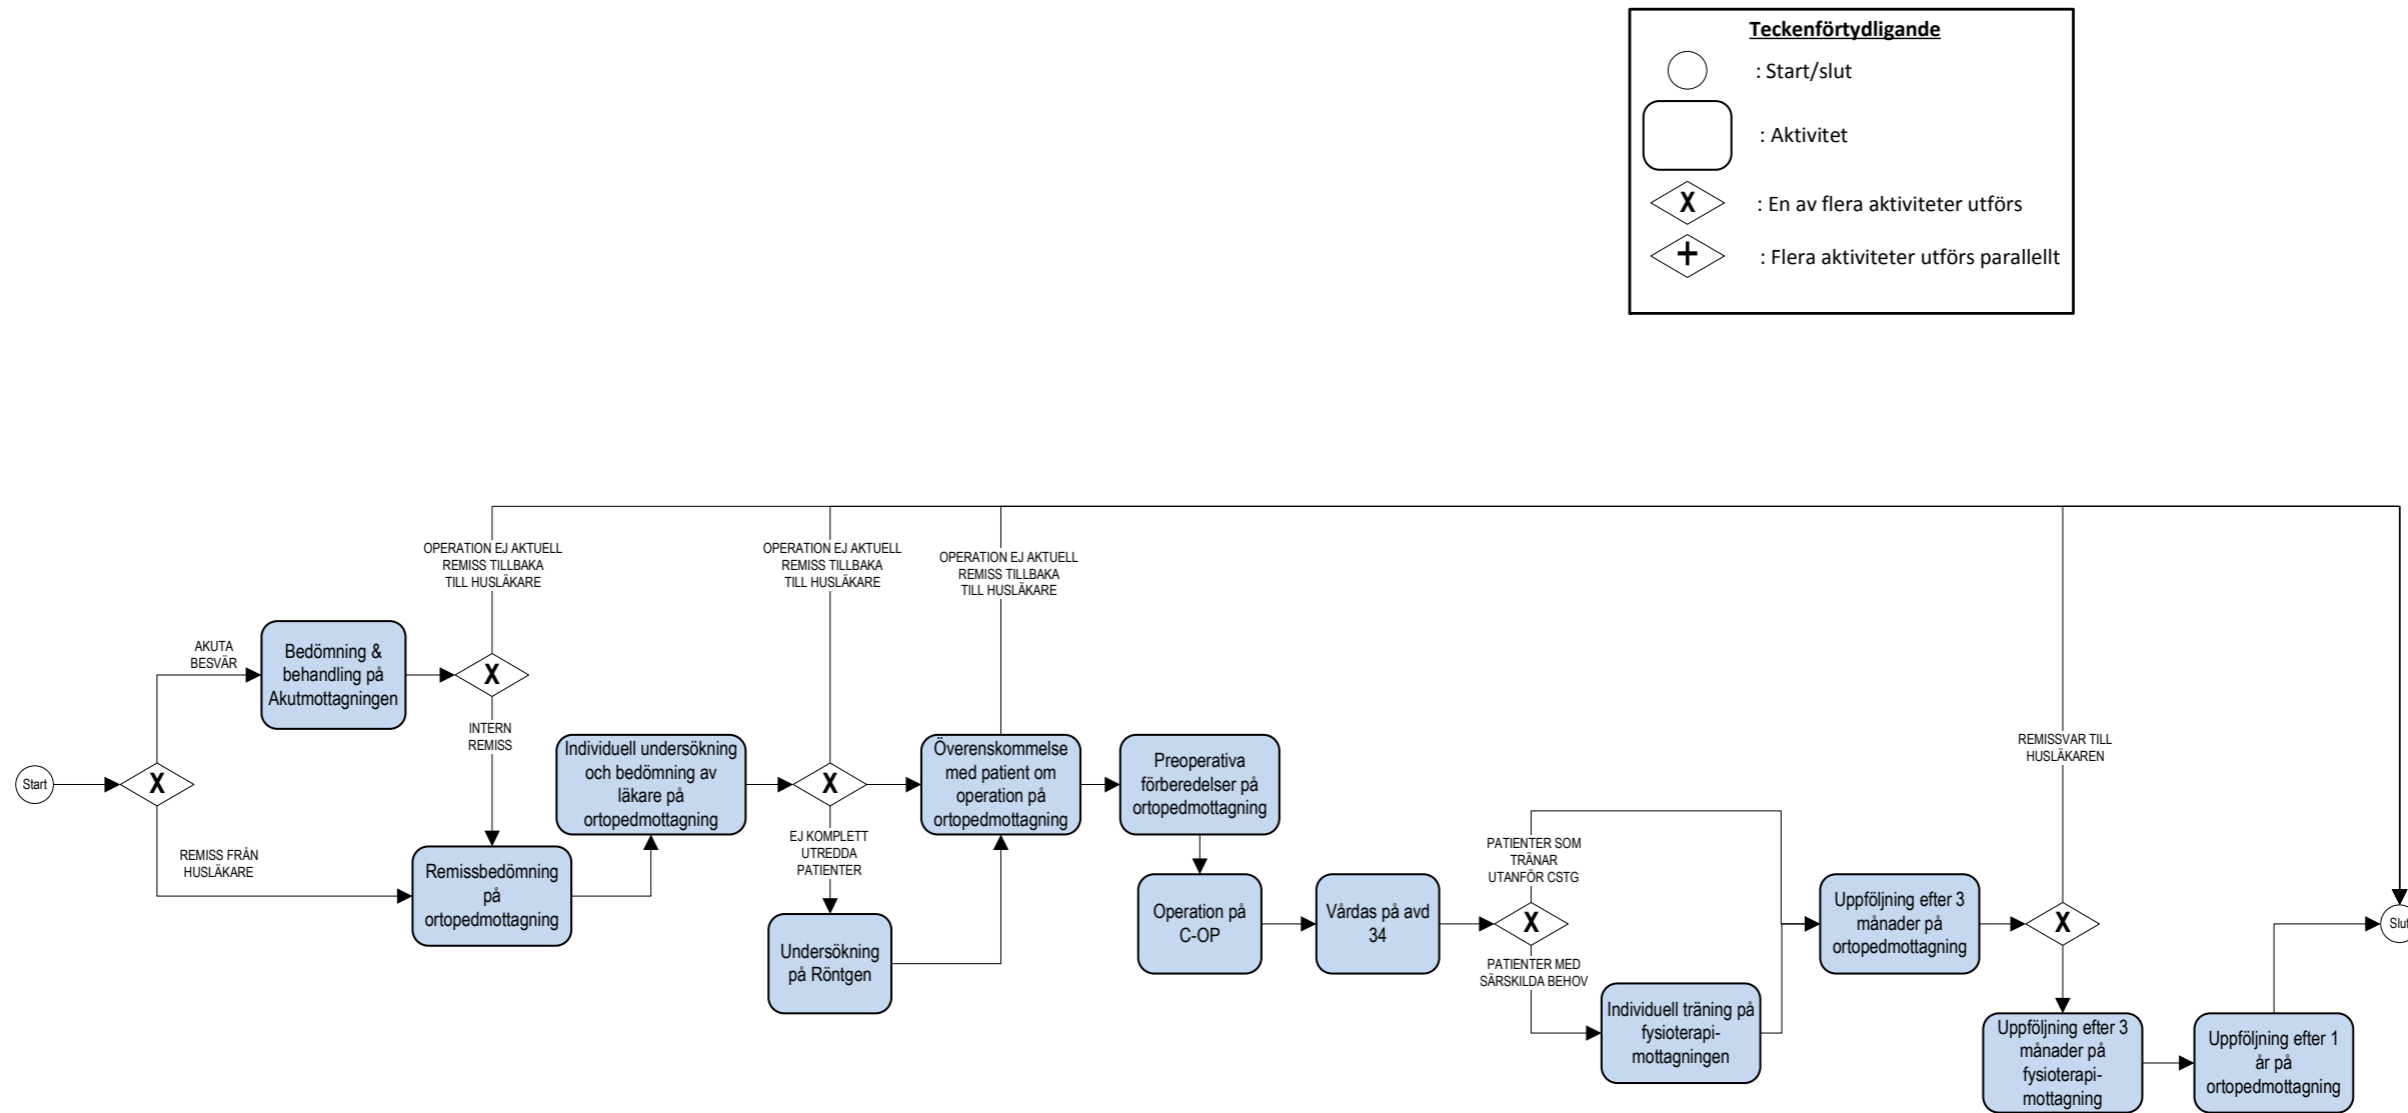 Teckenförtydligande
: Start/slut
: Aktivitet
X
: En av flera aktiviteter utförs
+
: Flera aktiviteter utförs parallellt
Start
X
AKUTA
BESVÄR
REMISS FRÅN
HUSLÄKARE
Bedömning &
behandling på
Akutmottagningen
OPERATION EJ AKTUELL
REMISS TILLBAKA
TILL HUSLÄKARE
X
INTERN
REMISS
Remissbedömning
på
ortopedmottagning
Individuell undersökning
och bedömning av
läkare på
ortopedmottagning
OPERATION EJ AKTUELL
REMISS TILLBAKA
TILL HUSLÄKARE
X
EJ KOMPLETT
UTREDDA
PATIENTER
Undersökning
på Röntgen
OPERATION EJ AKTUELL
REMISS TILLBAKA
TILL HUSLÄKARE
Överenskommelse
med patient om
operation på
ortopedmottagning
Preoperativa
förberedelser på
ortopedmottagning
Operation på
C-OP
Vårdas på avd
34
PATIENTER SOM
TRÄNAR
UTANFÖR CSTG
X
PATIENTER MED
SÄRSKILDA BEHOV
Individuell träning på
fysioterapi-
mottagningen
Uppföljning efter 3
månader på
ortopedmottagning
REMISSVAR TILL
HUSLÄKAREN
X
Uppföljning efter 3
månader på
fysioterapi-
mottagning
Uppföljning efter 1
år på
ortopedmottagning
Slut